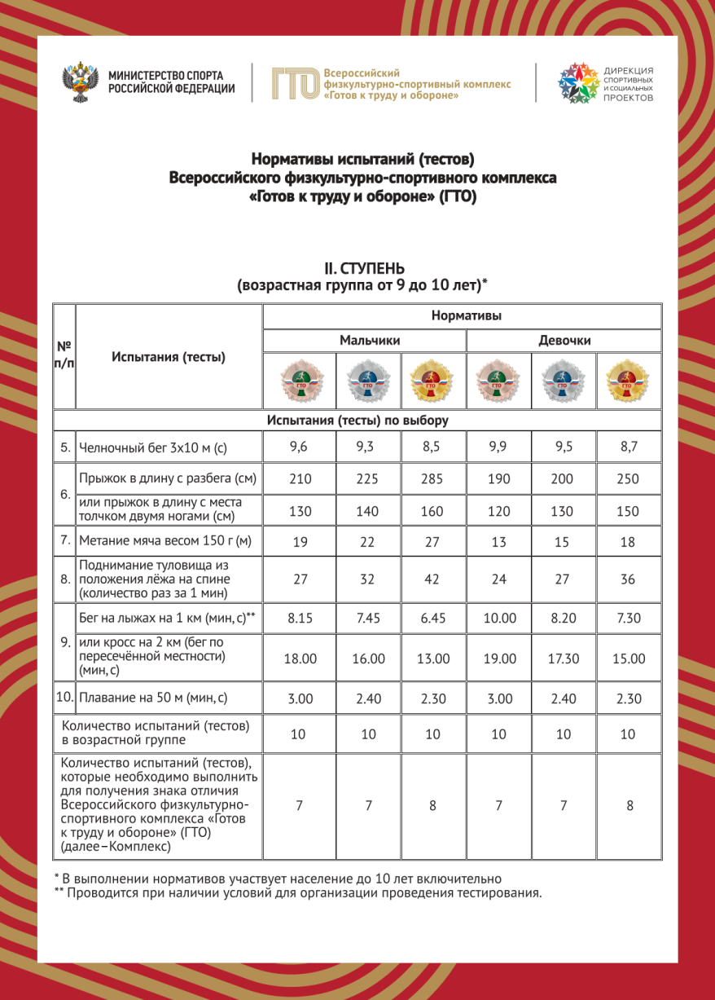 МИНИСТЕРСТВО СПОРТА
РОССИЙСКОЙ ФЕДЕРАЦИИ
ГТО
Всероссийский
физкультурно-спортивный комплекс
«Готов к труду и обороне»
ДИРЕКЦИЯ
СПОРТИВНЫХ
И СОЦИАЛЬНЫХ
ПРОЕКТОВ
Нормативы испытаний (тестов)
Всероссийского физкультурно-спортивного комплекса
«Готов к труду и обороне» (ГТО)
II. СТУПЕНЬ
(возрастная группа от 9 до 10 лет)*
№
п/п
Испытания (тесты)
Нормативы
Мальчики Девочки
ГТО ГТО ГТО ГТО ГТО ГТО
Испытания (тесты) по выбору
5. Челночный бег 3х10 м (с) 9,6 9,3 8,5 9,9 9,5 8,7
6. Прыжок в длину с разбега (см) 210 225 285 190 200 250
или прыжок в длину с места
толчком двумя ногами (см) 130 140 160 120 130 150
7. Метание мяча весом 150 г (м) 19 22 27 13 15 18
8. Поднимание туловища из
положения лёжа на спине
(количество раз за 1 мин) 27 32 42 24 27 36
9. Бег на лыжах на 1 км (мин, с)** 8.15 7.45 6.45 10.00 8.20 7.30
или кросс на 2 км (бег по
пересечённой местности)
(мин, с) 18.00 16.00 13.00 19.00 17.30 15.00
10. Плавание на 50 м (мин, с) 3.00 2.40 2.30 3.00 2.40 2.30
Количество испытаний (тестов)
в возрастной группе 10 10 10 10 10 10
Количество испытаний (тестов),
которые необходимо выполнить
для получения знака отличия
Всероссийского физкультурно-
спортивного комплекса «Готов
к труду и обороне» (ГТО)
(далее–Комплекс) 7 7 8 7 7 8
* В выполнении нормативов участвует население до 10 лет включительно
** Проводится при наличии условий для организации проведения тестирования.